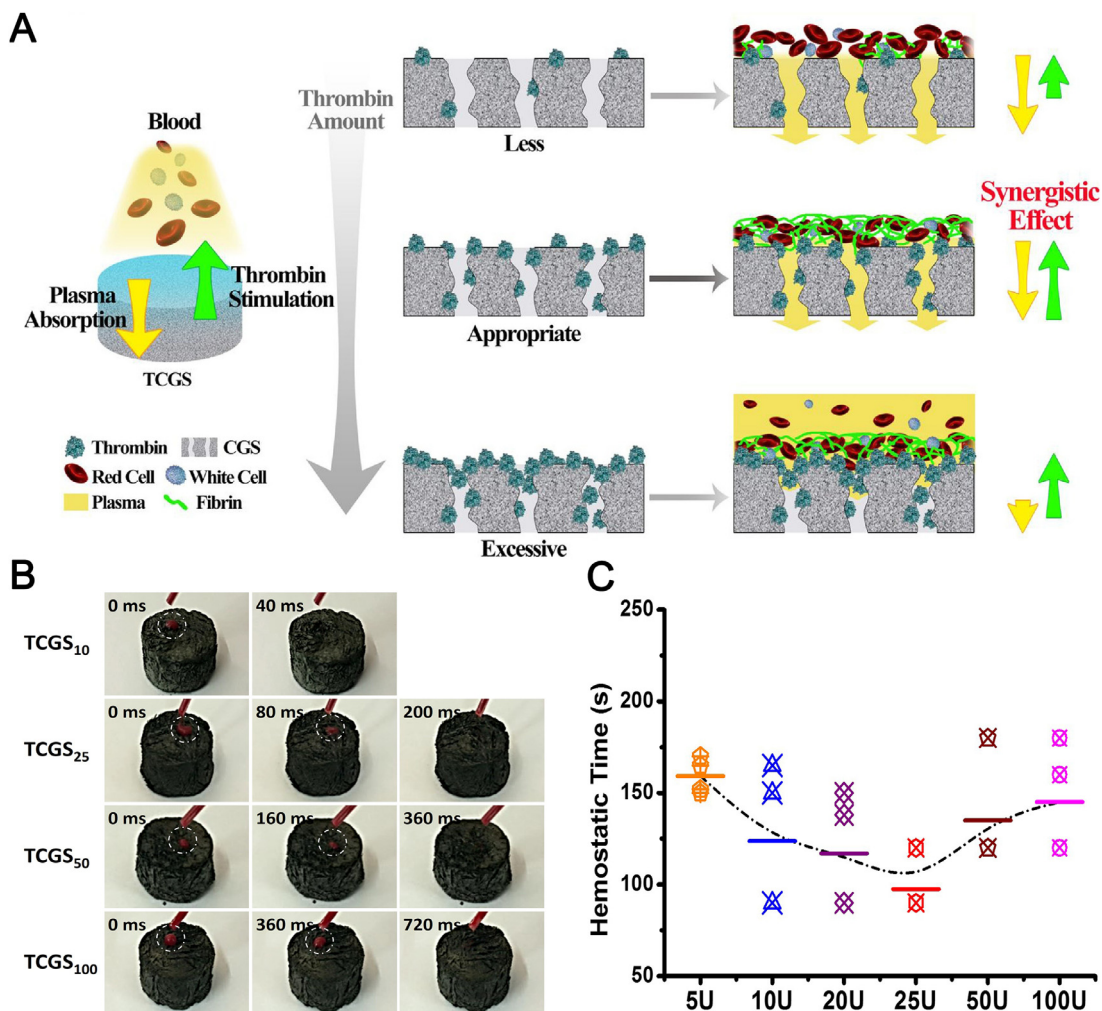 A
Blood
Plasma
Absorption
Thrombin
Stimulation
TCGS
Thrombin
CGS
Red Cell
White Cell
Plasma
Fibrin
Thrombin
Amount
Less
Appropriate
Excessive
Synergistic
Effect
B
TCGS10
0 ms
40 ms
TCGS25
0 ms
80 ms
200 ms
TCGS50
0 ms
160 ms
360 ms
TCGS100
0 ms
360 ms
720 ms
C
Hemostatic Time (s)
250
200
150
100
50
5U
10U
20U
25U
50U
100U